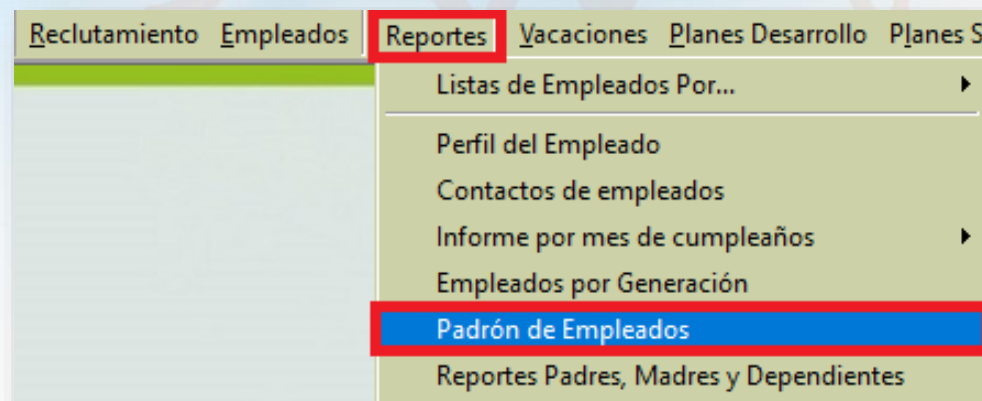 Reclutamiento Empleados Reportes Vacaciones Planes Desarrollo Planes S
Listas de Empleados Por...
Perfil del Empleado
Contactos de empleados
Informe por mes de cumpleaños
Empleados por Generación
Padrón de Empleados
Reportes Padres, Madres y Dependientes